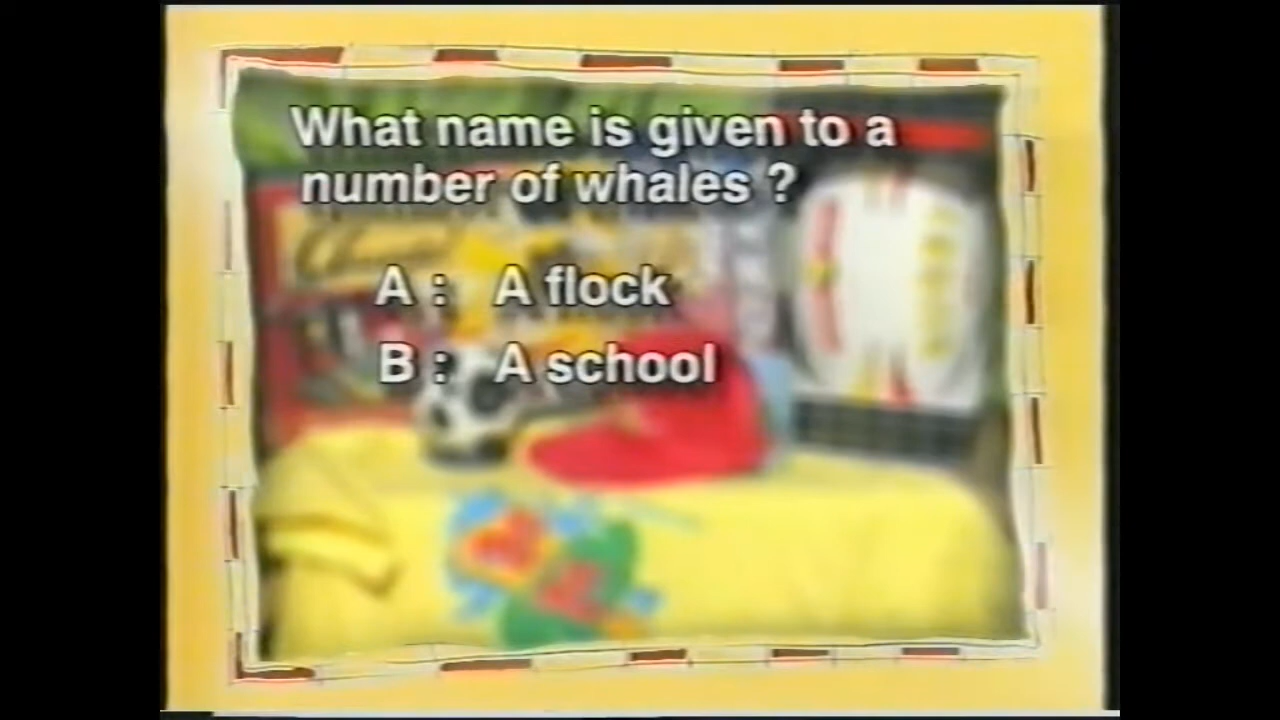 What name is given to a
number of whales ?
A : A flock
B : A school